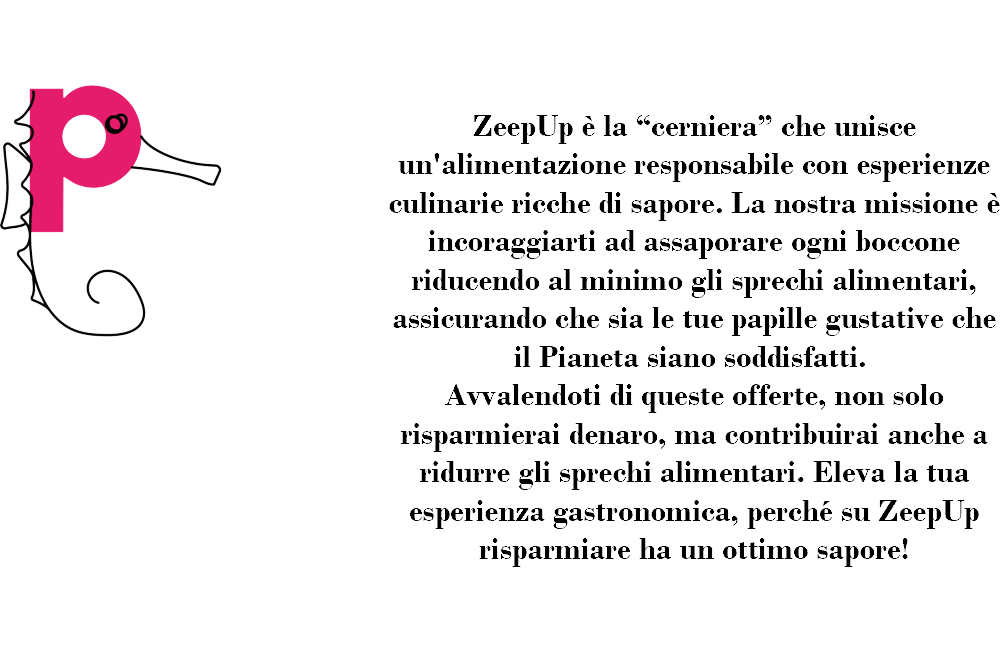 p
ZeepUp è la “cerniera” che unisce
un'alimentazione responsabile con esperienze
culinarie ricche di sapore. La nostra missione è
incoraggiarti ad assaporare ogni boccone
riducendo al minimo gli sprechi alimentari,
assicurando che sia le tue papille gustative che
il Pianeta siano soddisfatti.
Avvalendoti di queste offerte, non solo
risparmierai denaro, ma contribuirai anche a
ridurre gli sprechi alimentari. Eleva la tua
esperienza gastronomica, perché su ZeepUp
risparmiare ha un ottimo sapore!